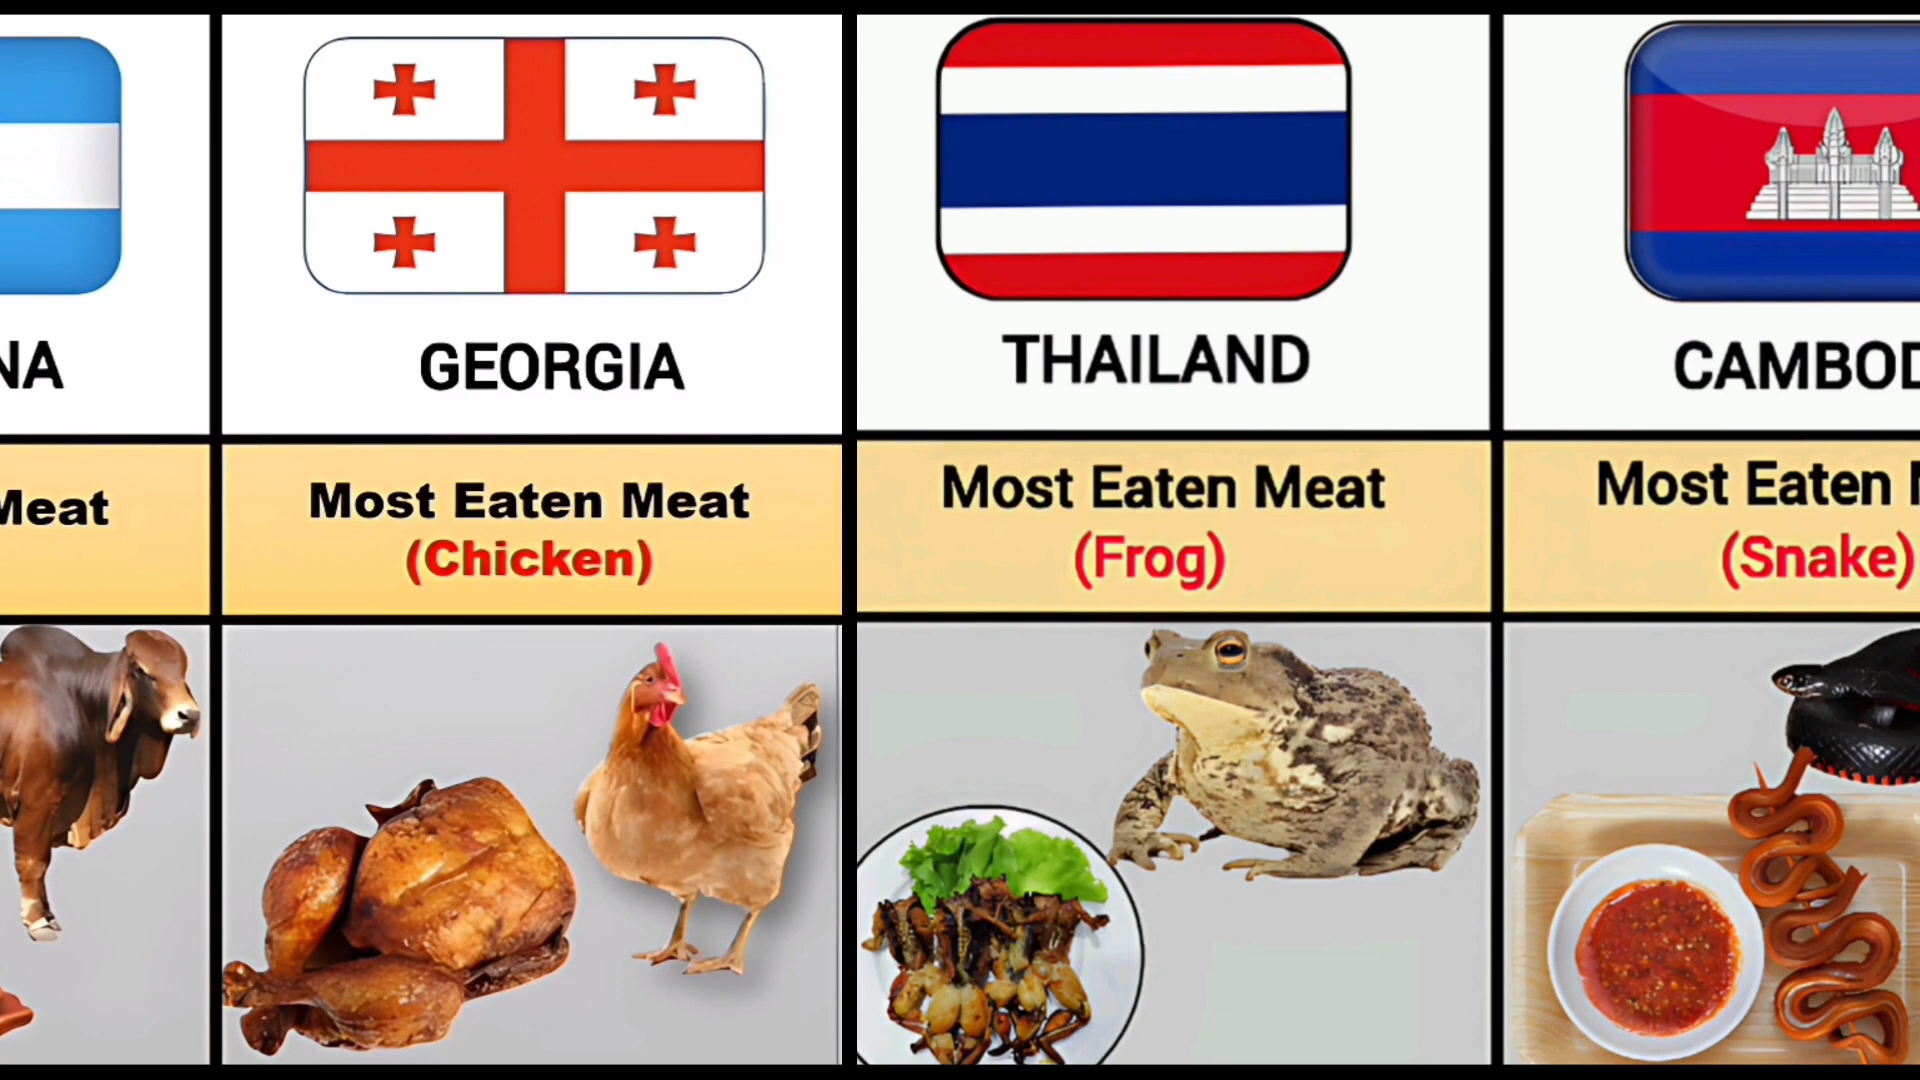 NA
Meat
GEORGIA
Most Eaten Meat
(Chicken)
THAILAND
Most Eaten Meat
(Frog)
CAMBOD
Most Eaten
(Snake)